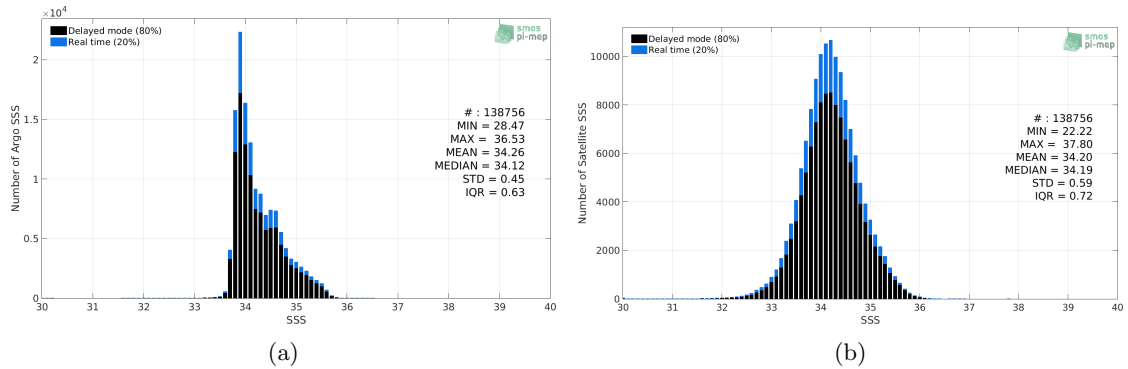 ×10⁴
Delayed mode (80%)
Real time (20%)
smos
pi-mep
2
1.5
1
0.5
0
Number of Argo SSS
# : 138756
MIN = 28.47
MAX = 36.53
MEAN = 34.26
MEDIAN = 34.12
STD = 0.45
IQR = 0.63
30 31 32 33 34 35 36 37 38 39 40
SSS
(a)
Delayed mode (80%)
Real time (20%)
smos
pi-mep
10000
8000
6000
4000
2000
0
Number of Satellite SSS
# : 138756
MIN = 22.22
MAX = 37.80
MEAN = 34.20
MEDIAN = 34.19
STD = 0.59
IQR = 0.72
30 31 32 33 34 35 36 37 38 39 40
SSS
(b)